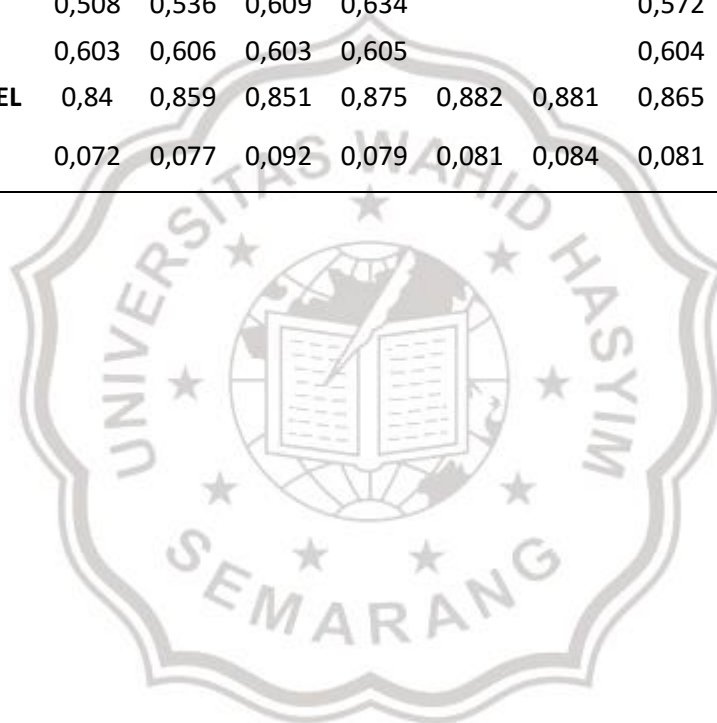 0,508 0,536 0,609 0,634 0,572
0,603 0,606 0,603 0,605 0,604
EL 0,84 0,859 0,851 0,875 0,882 0,881 0,865
0,072 0,077 0,092 0,079 0,081 0,084 0,081
UNIVERSITAS WAHID HASYIM
SEMARANG